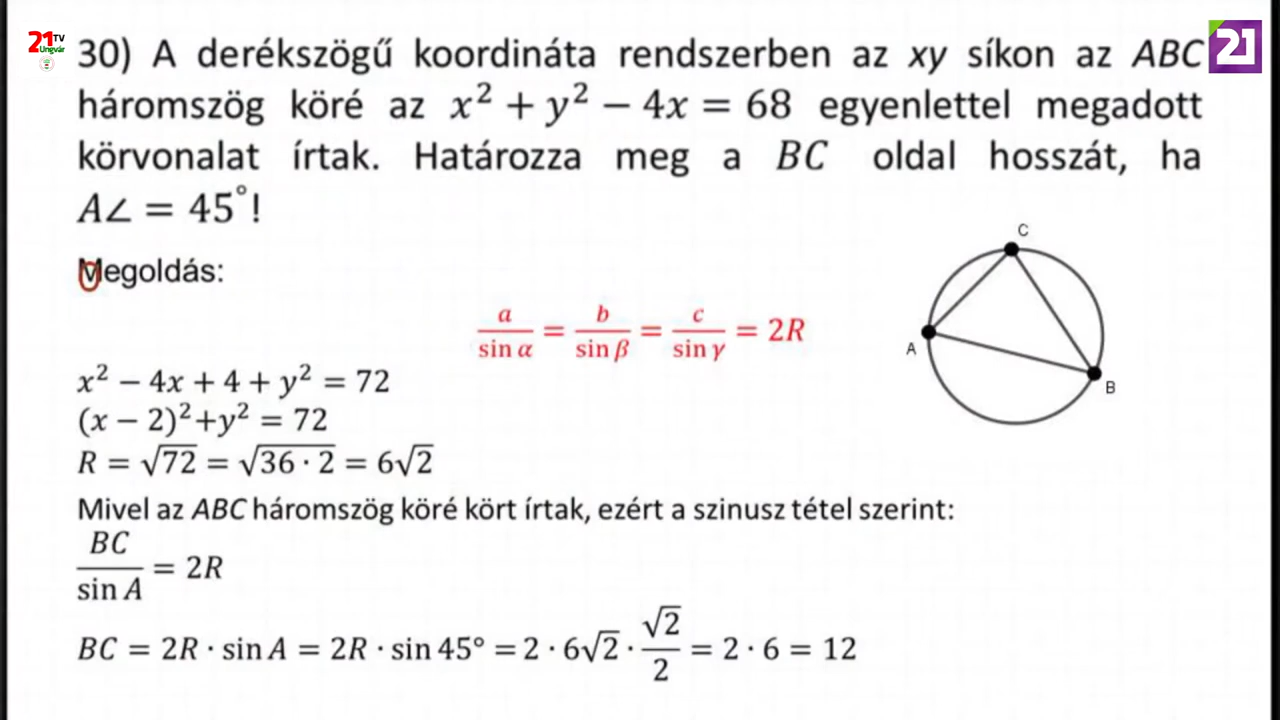 21TV
Ungvár
21
30) A derékszögű koordináta rendszerben az xy síkon az ABC
háromszög köré az x² + y² − 4x = 68 egyenlettel megadott
körvonalat írtak. Határozza meg a BC oldal hosszát, ha
A∠ = 45°!
Megoldás:
a/sin α = b/sin β = c/sin γ = 2R
C
A
B
x² − 4x + 4 + y² = 72
(x − 2)²+y² = 72
R = √72 = √(36 · 2) = 6√2
Mivel az ABC háromszög köré kört írtak, ezért a szinusz tétel szerint:
BC/sin A = 2R
BC = 2R · sin A = 2R · sin 45° = 2 · 6√2 · √2/2 = 2 · 6 = 12